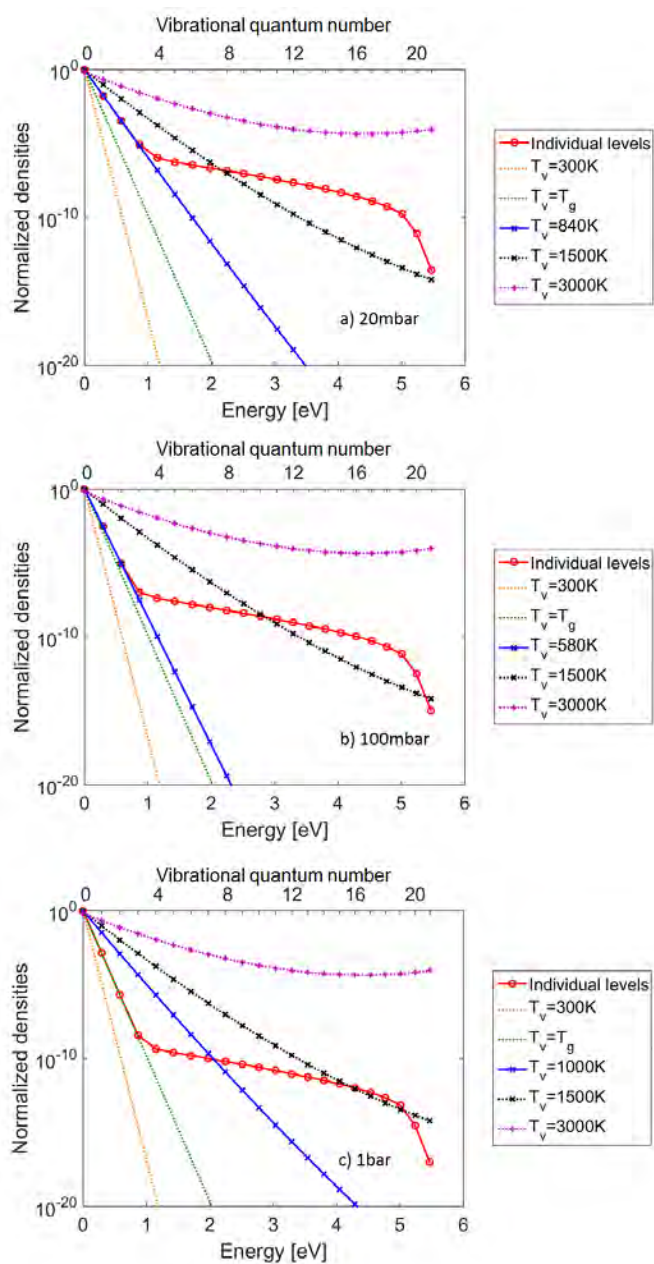 Vibrational quantum number
0 4 8 12 16 20
10^0
10^-10
10^-20
Normalized densities
a) 20mbar
0 1 2 3 4 5 6
Energy [eV]
Individual levels
T_v=300K
T_v=T_g
T_v=840K
T_v=1500K
T_v=3000K
Vibrational quantum number
0 4 8 12 16 20
10^0
10^-10
10^-20
Normalized densities
b) 100mbar
0 1 2 3 4 5 6
Energy [eV]
Individual levels
T_v=300K
T_v=T_g
T_v=580K
T_v=1500K
T_v=3000K
Vibrational quantum number
0 4 8 12 16 20
10^0
10^-10
10^-20
Normalized densities
c) 1bar
0 1 2 3 4 5 6
Energy [eV]
Individual levels
T_v=300K
T_v=T_g
T_v=1000K
T_v=1500K
T_v=3000K